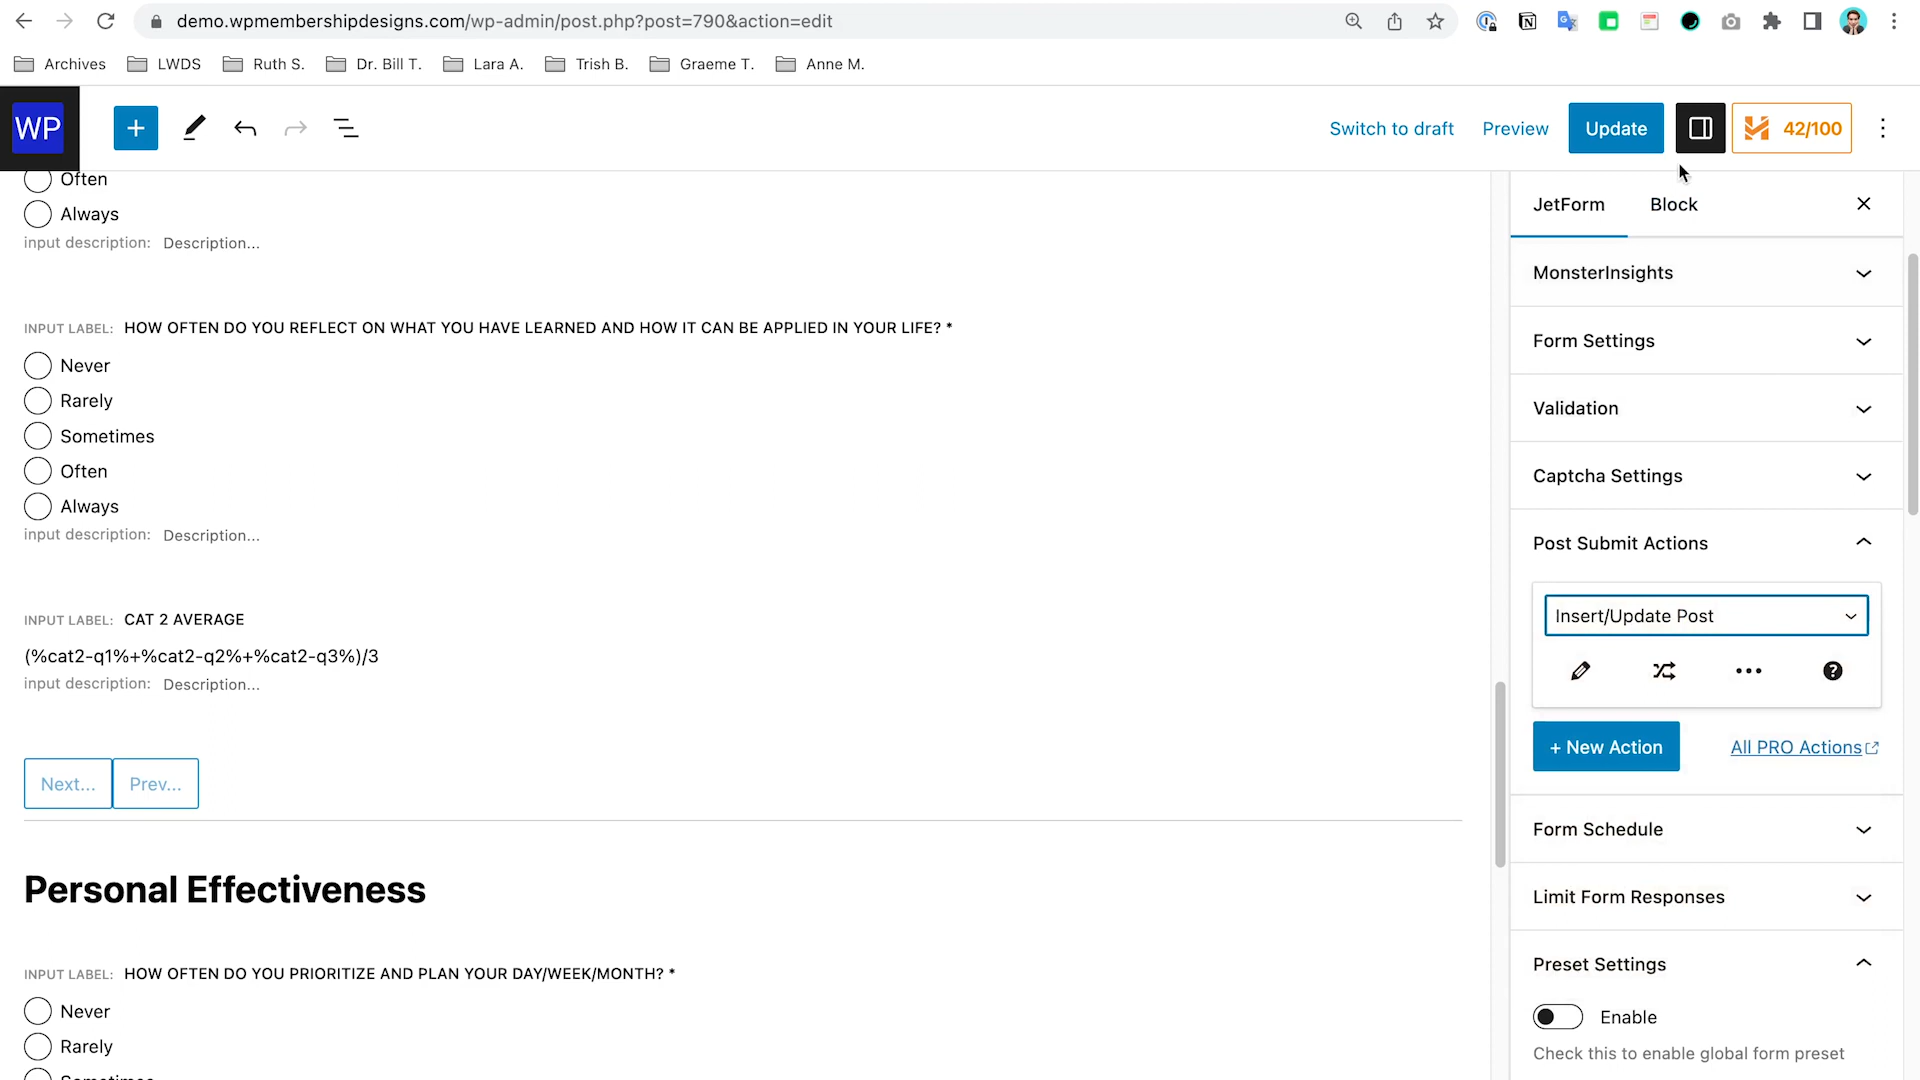 demo.wpmembershipdesigns.com/wp-admin/post.php?post=790&action=edit
Archives LWDS Ruth S. Dr. Bill T. Lara A. Trish B. Graeme T. Anne M.
WP
Switch to draft Preview Update 42/100
Often
Always
input description: Description...
INPUT LABEL: HOW OFTEN DO YOU REFLECT ON WHAT YOU HAVE LEARNED AND HOW IT CAN BE APPLIED IN YOUR LIFE? *
Never
Rarely
Sometimes
Often
Always
input description: Description...
INPUT LABEL: CAT 2 AVERAGE
(%cat2-q1%+%cat2-q2%+%cat2-q3%)/3
input description: Description...
Next... Prev...
Personal Effectiveness
INPUT LABEL: HOW OFTEN DO YOU PRIORITIZE AND PLAN YOUR DAY/WEEK/MONTH? *
Never
Rarely
Sometimes
JetForm Block
MonsterInsights
Form Settings
Validation
Captcha Settings
Post Submit Actions
Insert/Update Post
+ New Action All PRO Actions
Form Schedule
Limit Form Responses
Preset Settings
Enable
Check this to enable global form preset